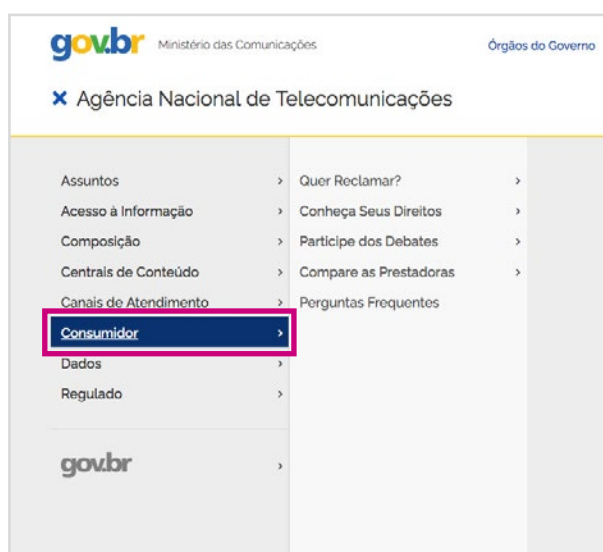 gov.br Ministério das Comunicações Órgãos do Governo
Agência Nacional de Telecomunicações
Assuntos
Acesso à Informação
Composição
Centrais de Conteúdo
Canais de Atendimento
Consumidor
Dados
Regulado
gov.br
Quer Reclamar?
Conheça Seus Direitos
Participe dos Debates
Compare as Prestadoras
Perguntas Frequentes